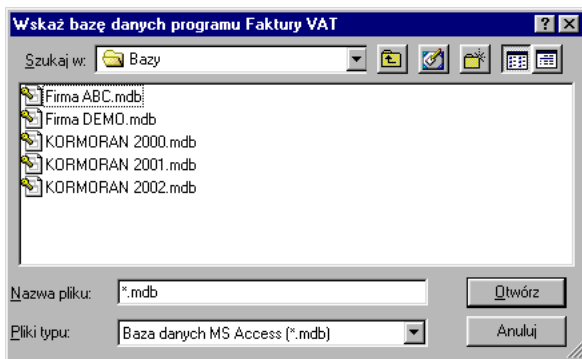 Wskaż bazę danych programu Faktury VAT
Szukaj w: Bazy
Firma ABC.mdb
Firma DEMO.mdb
KORMORAN 2000.mdb
KORMORAN 2001.mdb
KORMORAN 2002.mdb
Nazwa pliku: *.mdb Otwórz
Pliki typu: Baza danych MS Access (*.mdb) Anuluj